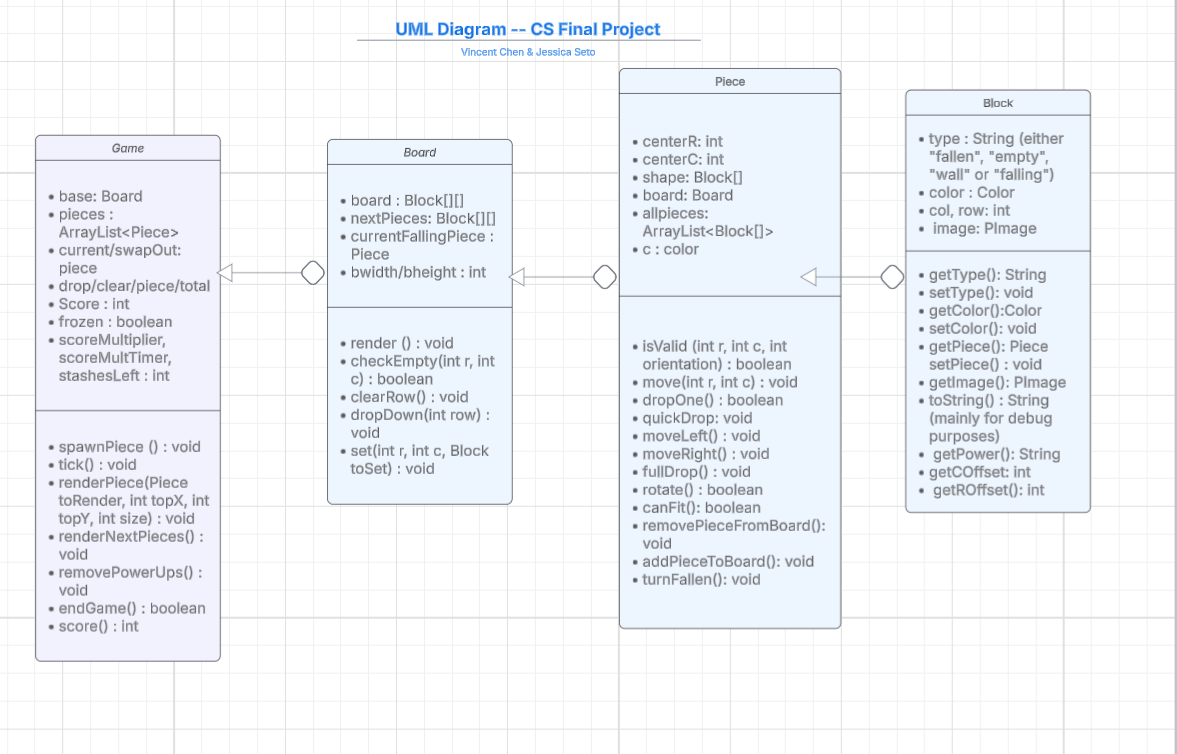 UML Diagram -- CS Final Project
Vincent Chen & Jessica Seto
Game
• base: Board
• pieces :
ArrayList<Piece>
• current/swapOut:
piece
• drop/clear/piece/total
• Score : int
• frozen : boolean
• scoreMultiplier,
scoreMultTimer,
stashesLeft : int
• spawnPiece () : void
• tick() : void
• renderPiece(Piece
toRender, int topX, int
topY, int size) : void
• renderNextPieces() :
void
• removePowerUps() :
void
• endGame() : boolean
• score() : int
Board
• board : Block[][]
• nextPieces: Block[][]
• currentFallingPiece :
Piece
• bwidth/bheight : int
• render () : void
• checkEmpty(int r, int
c) : boolean
• clearRow() : void
• dropDown(int row) :
void
• set(int r, int c, Block
toSet) : void
Piece
• centerR: int
• centerC: int
• shape: Block[]
• board: Board
• allpieces:
ArrayList<Block[]>
• c : color
• isValid (int r, int c, int
orientation) : boolean
• move(int r, int c) : void
• dropOne() : boolean
• quickDrop: void
• moveLeft() : void
• moveRight() : void
• fullDrop() : void
• rotate() : boolean
• canFit(): boolean
• removePieceFromBoard():
void
• addPieceToBoard(): void
• turnFallen(): void
Block
• type : String (either
"fallen", "empty",
"wall" or "falling")
• color : Color
• col, row: int
• image: PImage
• getType(): String
• setType(): void
• getColor():Color
• setColor(): void
• getPiece(): Piece
setPiece() : void
• getImage(): PImage
• toString() : String
(mainly for debug
purposes)
• getPower(): String
• getCOffset: int
• getROffset(): int